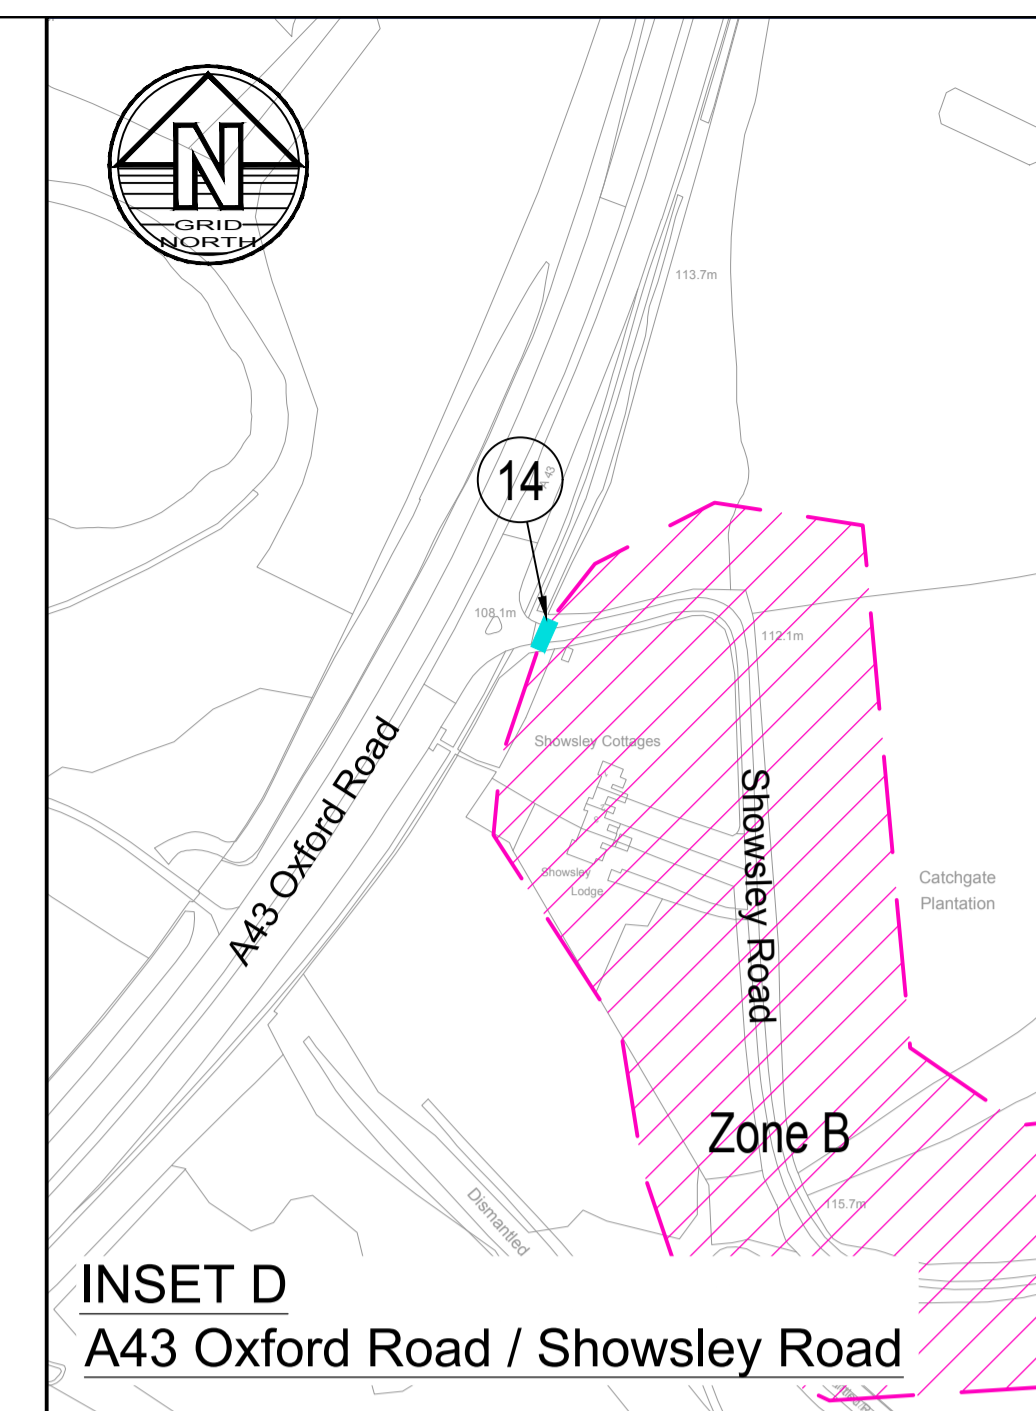 N
GRID
NORTH
113.7m
14
A 43
108.1m
112.1m
Showsley Cottages
A43 Oxford Road
Showsley Road
Showsley
Lodge
Catchgate
Plantation
Zone B
115.7m
Dismantled
INSET D
A43 Oxford Road / Showsley Road